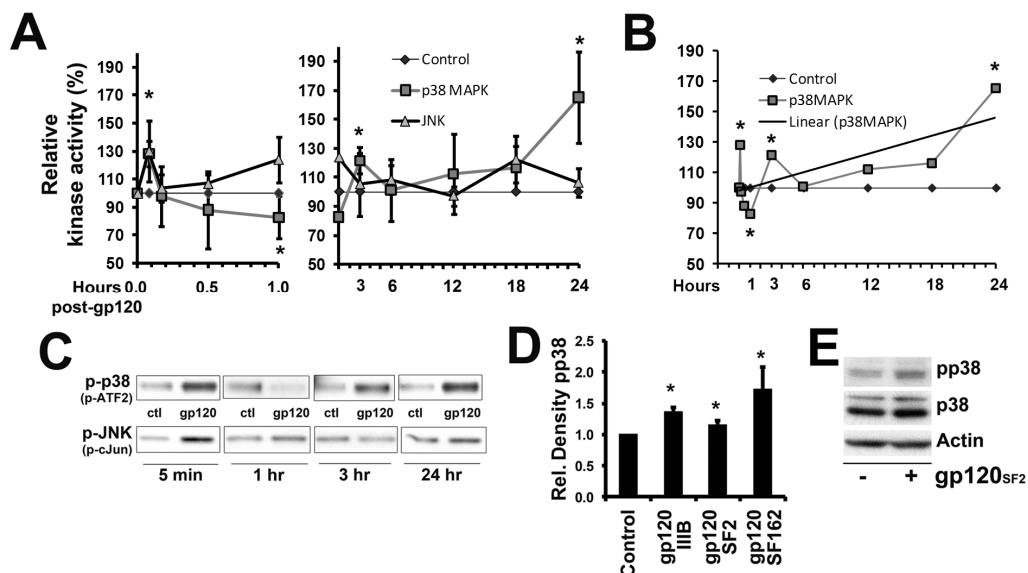 A
B
Relative
kinase activity (%)
190
170
150
130
110
90
70
50
*
*
0.0
0.5
1.0
Hours
post-gp120
190
170
150
130
110
90
70
50
Control
p38 MAPK
JNK
*
*
3
6
12
18
24
190
170
150
130
110
90
70
50
Control
p38MAPK
Linear (p38MAPK)
*
*
*
*
Hours
1
3
6
12
18
24
C
p-p38
(p-ATF2)
ctl gp120 ctl gp120 ctl gp120 ctl gp120
p-JNK
(p-cJun)
5 min
1 hr
3 hr
24 hr
D
Rel. Density pp38
2.5
2.0
1.5
1.0
0.5
0.0
*
*
*
Control
gp120
IIIB
gp120
SF2
gp120
SF162
E
pp38
p38
Actin
- + gp120SF2